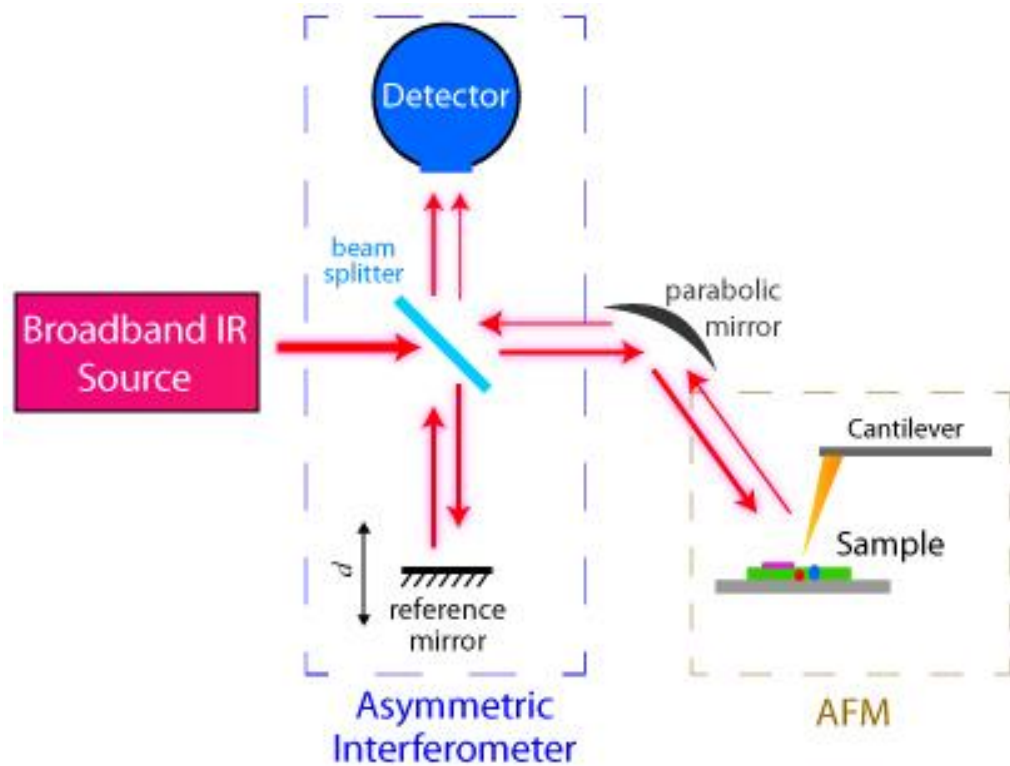 Detector
beam
splitter
Broadband IR
Source
parabolic
mirror
Cantilever
Sample
d
reference
mirror
Asymmetric
Interferometer
AFM